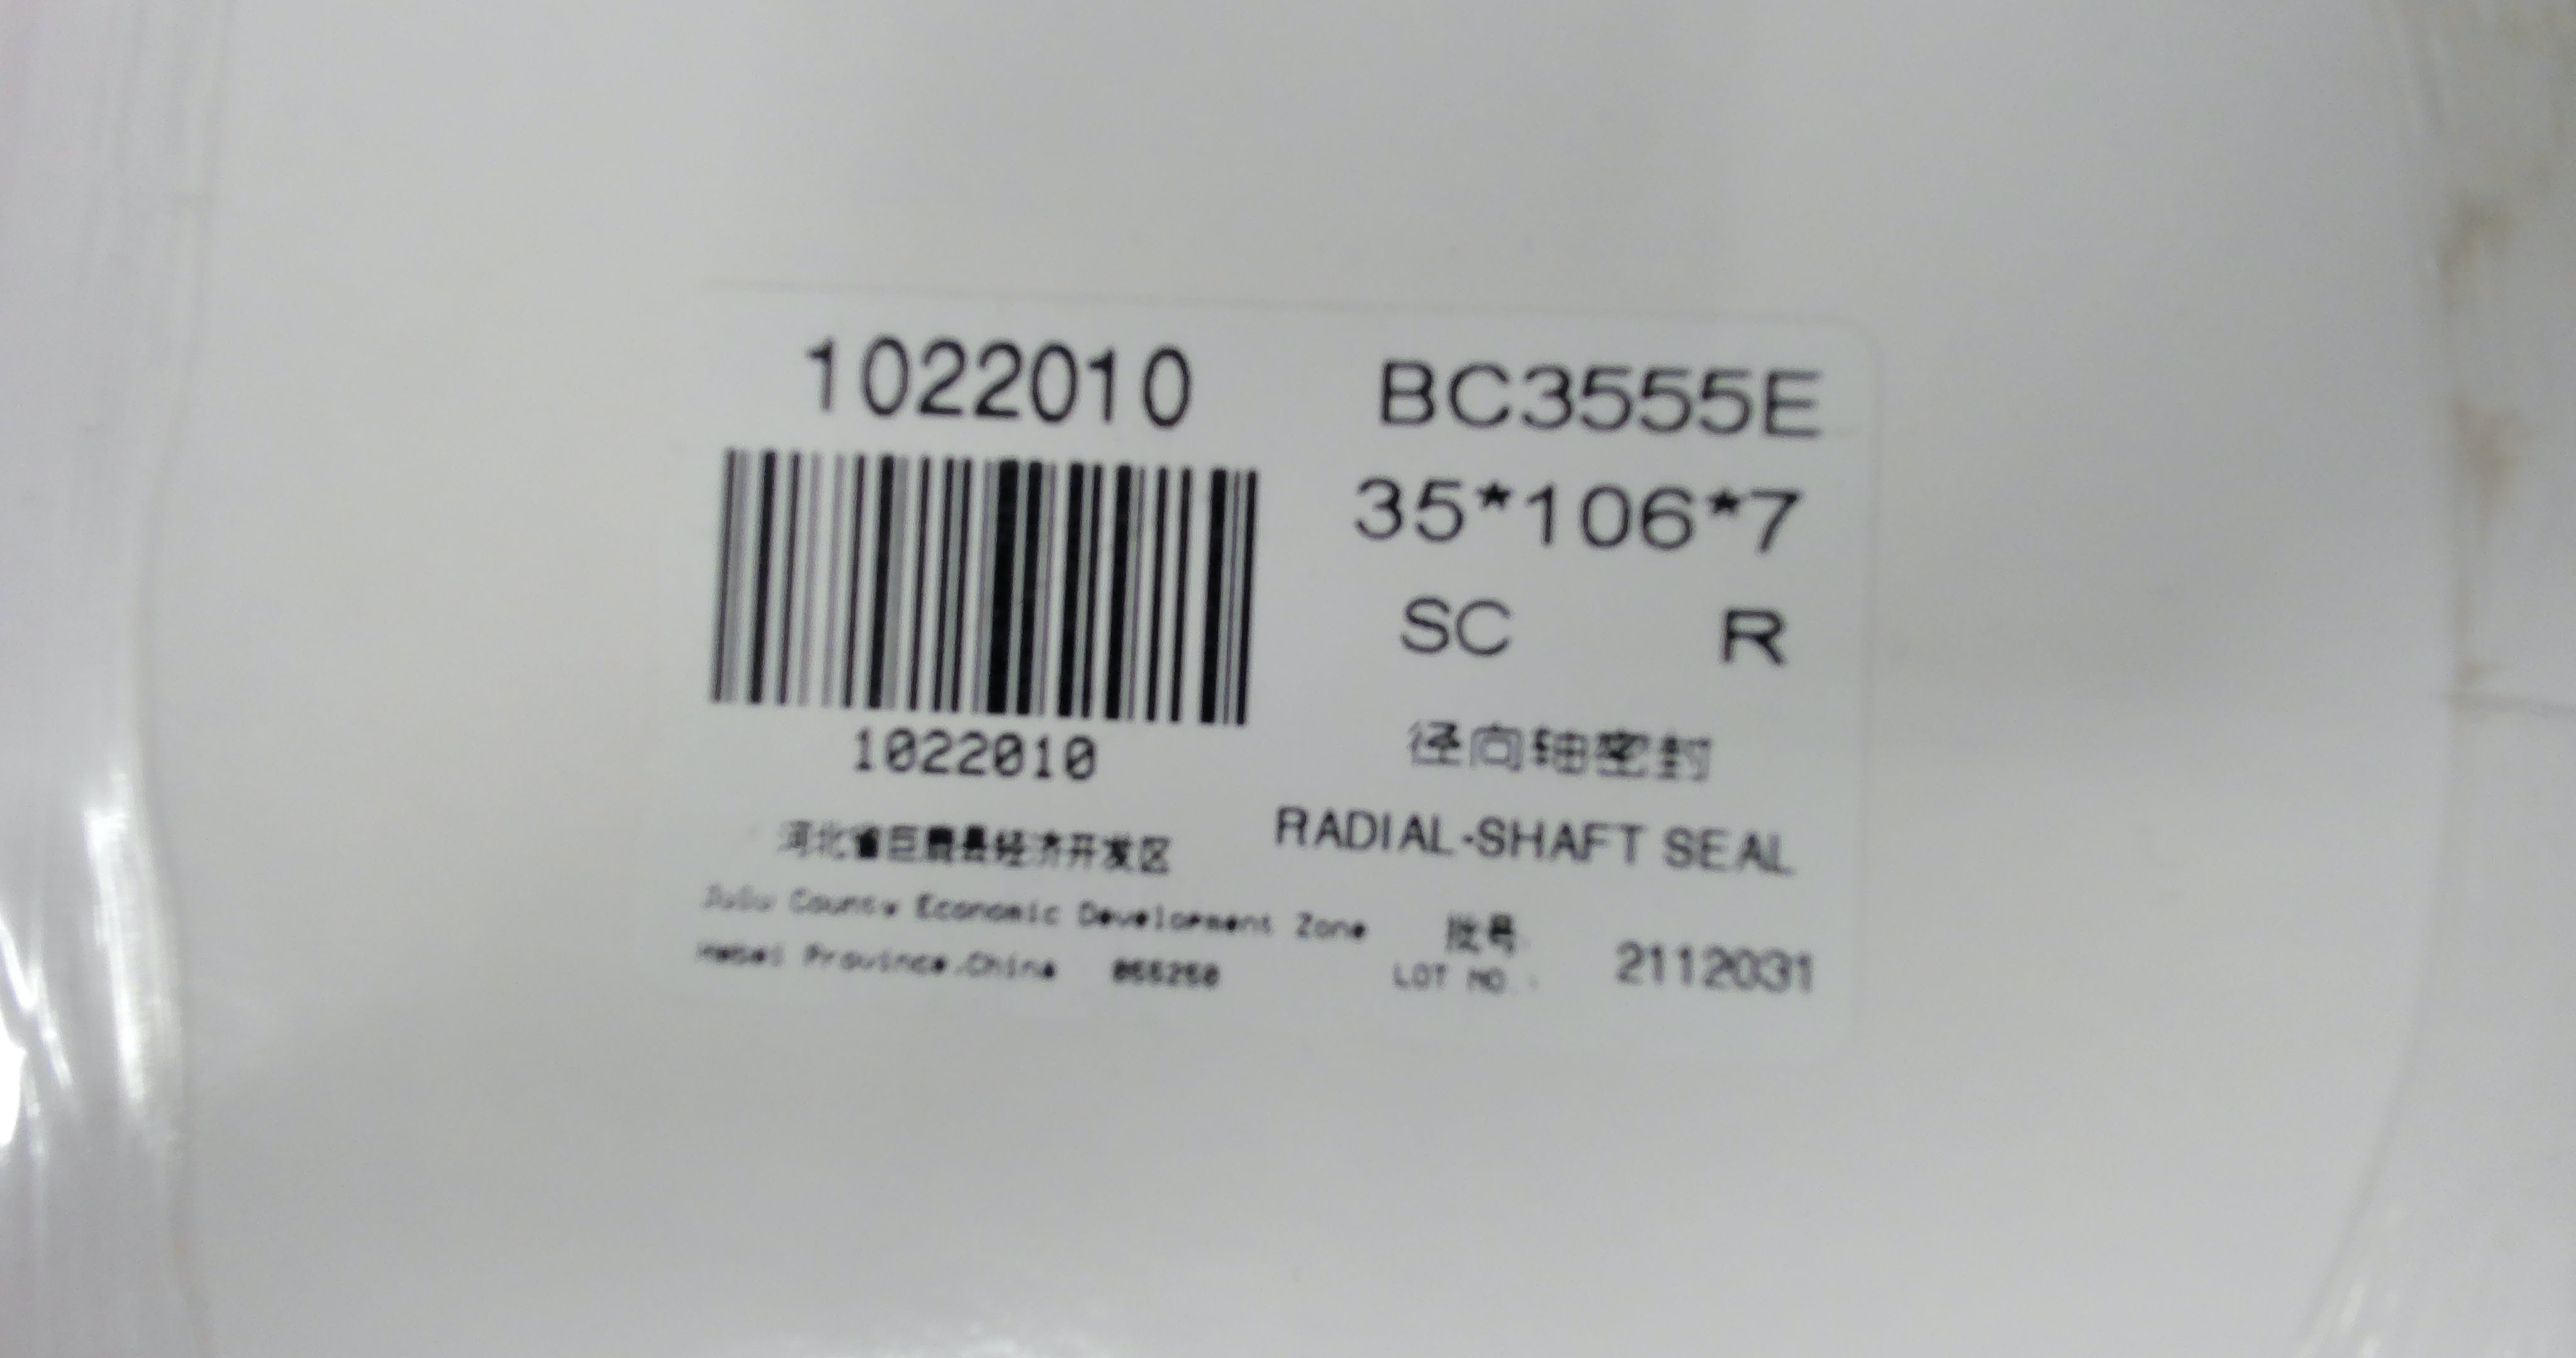 1022010
1022010
河北省巨鹿县经济开发区
JuLu County Economic Development Zone
Hebei Province,China 055250
BC3555E
35*106*7
SC R
径向轴密封
RADIAL-SHAFT SEAL
批号
LOT NO.: 2112031